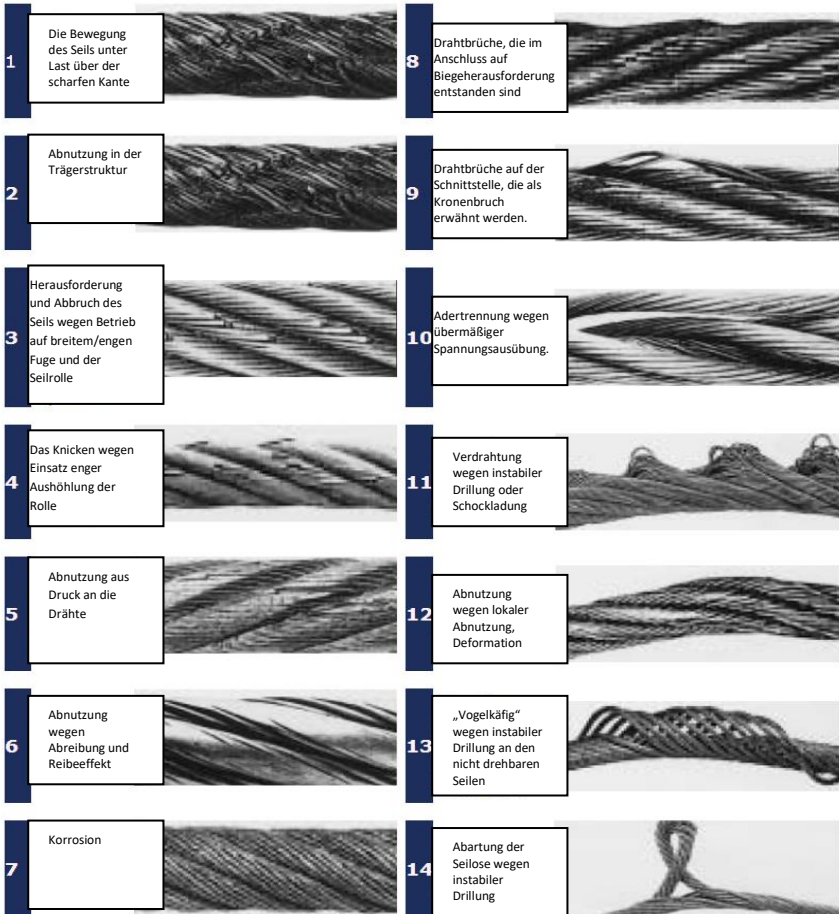 1
Die Bewegung
des Seils unter
Last über der
scharfen Kante
2
Abnutzung in der
Trägerstruktur
3
Herausforderung
und Abbruch des
Seils wegen Betrieb
auf breitem/engen
Fuge und der
Seilrolle
4
Das Knicken wegen
Einsatz enger
Aushöhlung der
Rolle
5
Abnutzung aus
Druck an die
Drähte
6
Abnutzung
wegen
Abreibung und
Reibeeffekt
7
Korrosion
8
Drahtbrüche, die im
Anschluss auf
Biegeherausforderung
entstanden sind
9
Drahtbrüche auf der
Schnittstelle, die als
Kronenbruch
erwähnt werden.
10
Adertrennung wegen
übermäßiger
Spannungsausübung.
11
Verdrahtung
wegen instabiler
Drillung oder
Schockladung
12
Abnutzung
wegen lokaler
Abnutzung,
Deformation
13
„Vogelkäfig“
wegen instabiler
Drillung an den
nicht drehbaren
Seilen
14
Abartung der
Seilose wegen
instabiler
Drillung